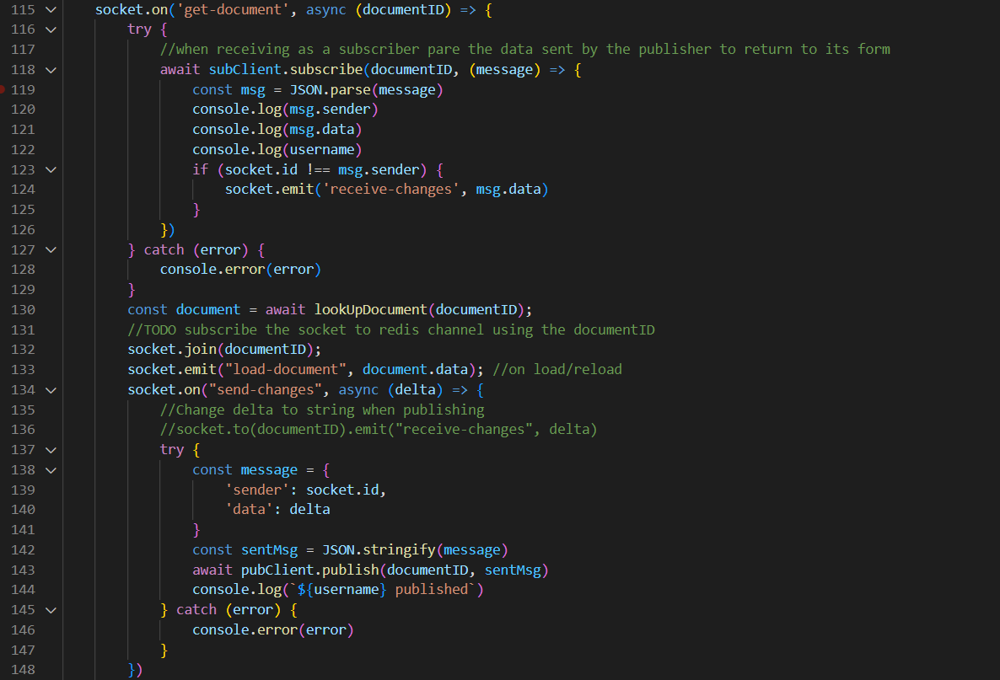 115 socket.on('get-document', async (documentID) => {
116 try {
117 //when receiving as a subscriber pare the data sent by the publisher to return to its form
118 await subClient.subscribe(documentID, (message) => {
119 const msg = JSON.parse(message)
120 console.log(msg.sender)
121 console.log(msg.data)
122 console.log(username)
123 if (socket.id !== msg.sender) {
124 socket.emit('receive-changes', msg.data)
125 }
126 })
127 } catch (error) {
128 console.error(error)
129 }
130 const document = await lookUpDocument(documentID);
131 //TODO subscribe the socket to redis channel using the documentID
132 socket.join(documentID);
133 socket.emit("load-document", document.data); //on load/reload
134 socket.on("send-changes", async (delta) => {
135 //Change delta to string when publishing
136 //socket.to(documentID).emit("receive-changes", delta)
137 try {
138 const message = {
139 'sender': socket.id,
140 'data': delta
141 }
142 const sentMsg = JSON.stringify(message)
143 await pubClient.publish(documentID, sentMsg)
144 console.log(`${username} published`)
145 } catch (error) {
146 console.error(error)
147 }
148 })